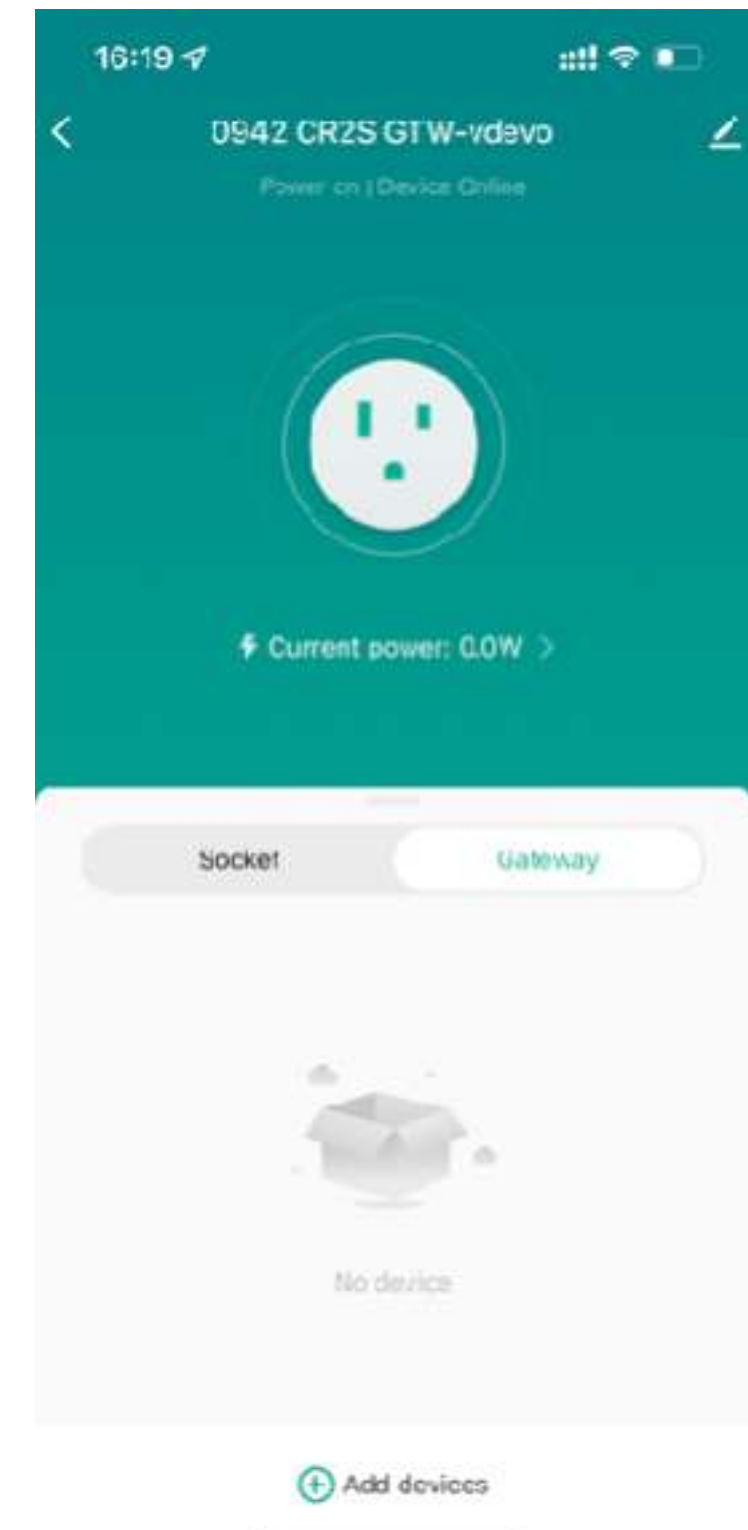 16:19
0942 CR2S GTW-vdevo
Power on | Device Online
Current power: 0.0W
Socket
Gateway
No device
Add devices